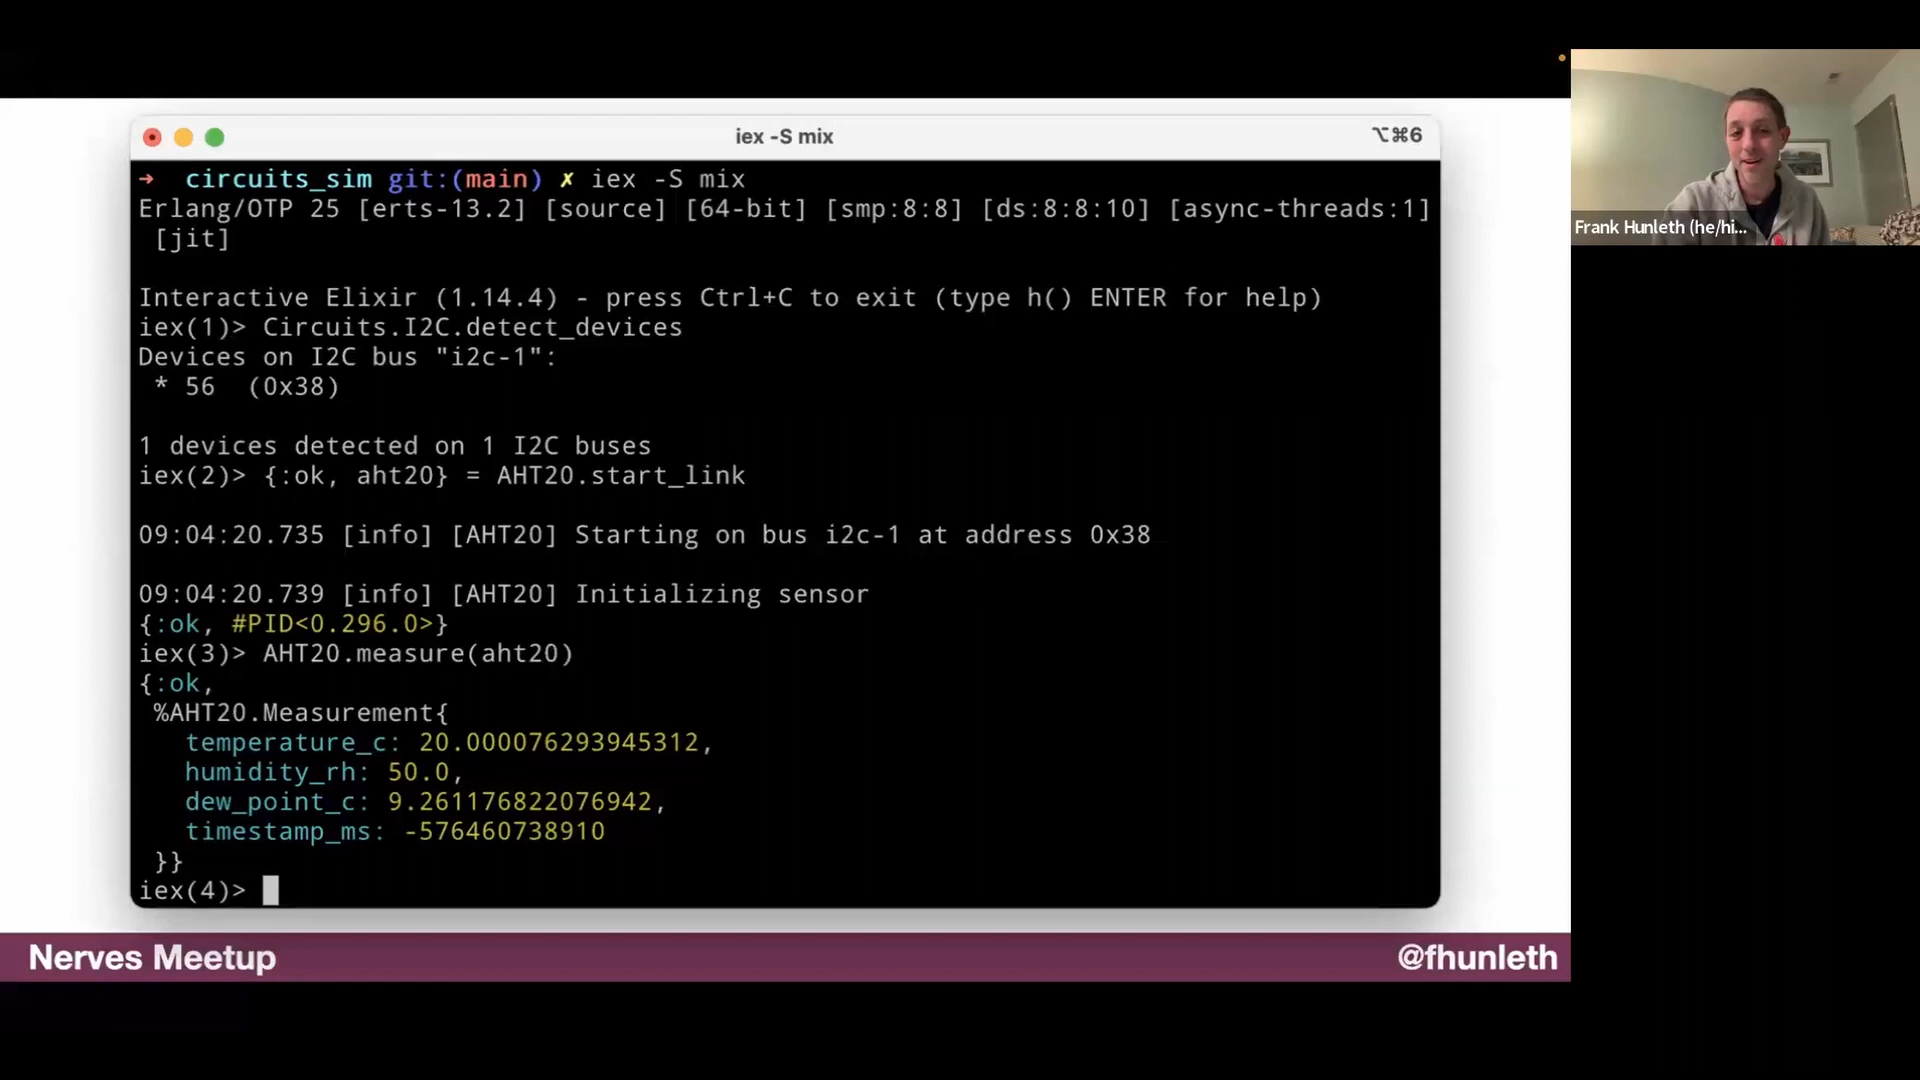 iex -S mix
⌥⌘6
→ circuits_sim git:(main) ✗ iex -S mix
Erlang/OTP 25 [erts-13.2] [source] [64-bit] [smp:8:8] [ds:8:8:10] [async-threads:1]
[jit]
Interactive Elixir (1.14.4) - press Ctrl+C to exit (type h() ENTER for help)
iex(1)> Circuits.I2C.detect_devices
Devices on I2C bus "i2c-1":
* 56  (0x38)
1 devices detected on 1 I2C buses
iex(2)> {:ok, aht20} = AHT20.start_link
09:04:20.735 [info] [AHT20] Starting on bus i2c-1 at address 0x38
09:04:20.739 [info] [AHT20] Initializing sensor
{:ok, #PID<0.296.0>}
iex(3)> AHT20.measure(aht20)
{:ok,
%AHT20.Measurement{
temperature_c: 20.000076293945312,
humidity_rh: 50.0,
dew_point_c: 9.261176822076942,
timestamp_ms: -576460738910
}}
iex(4)>
Nerves Meetup
@fhunleth
Frank Hunleth (he/hi...